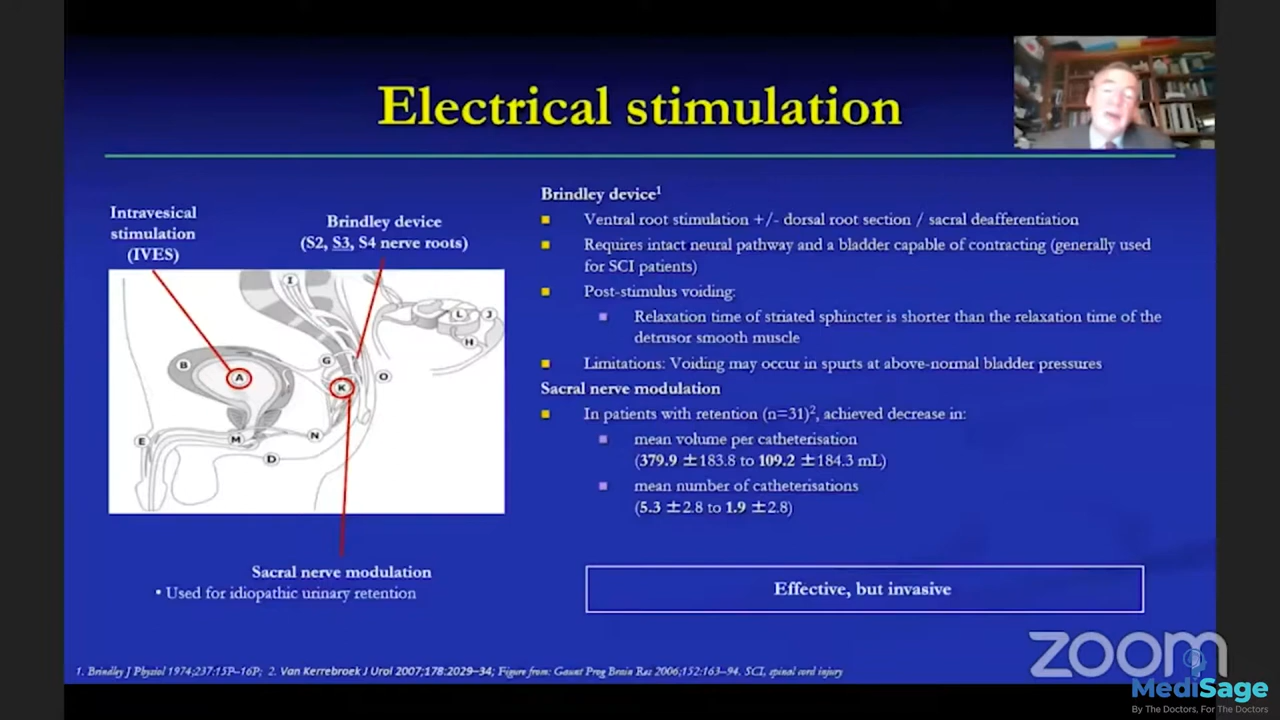 Electrical stimulation
Intravesical
stimulation
(IVES)
Brindley device
(S2, S3, S4 nerve roots)
I
L
J
H
G
B
A
K
O
E
M
N
D
Sacral nerve modulation
• Used for idiopathic urinary retention
Brindley device1
Ventral root stimulation +/- dorsal root section / sacral deafferentiation
Requires intact neural pathway and a bladder capable of contracting (generally used
for SCI patients)
Post-stimulus voiding:
Relaxation time of striated sphincter is shorter than the relaxation time of the
detrusor smooth muscle
Limitations: Voiding may occur in spurts at above-normal bladder pressures
Sacral nerve modulation
In patients with retention (n=31)2, achieved decrease in:
mean volume per catheterisation
(379.9 ±183.8 to 109.2 ±184.3 mL)
mean number of catheterisations
(5.3 ±2.8 to 1.9 ±2.8)
Effective, but invasive
1. Brindley J Physiol 1974;237:15P–16P; 2. Van Kerrebroek J Urol 2007;178:2029–34; Figure from: Gaunt Prog Brain Res 2006;152:163–94. SCI, spinal cord injury
zoom
MediSage
By The Doctors, For The Doctors